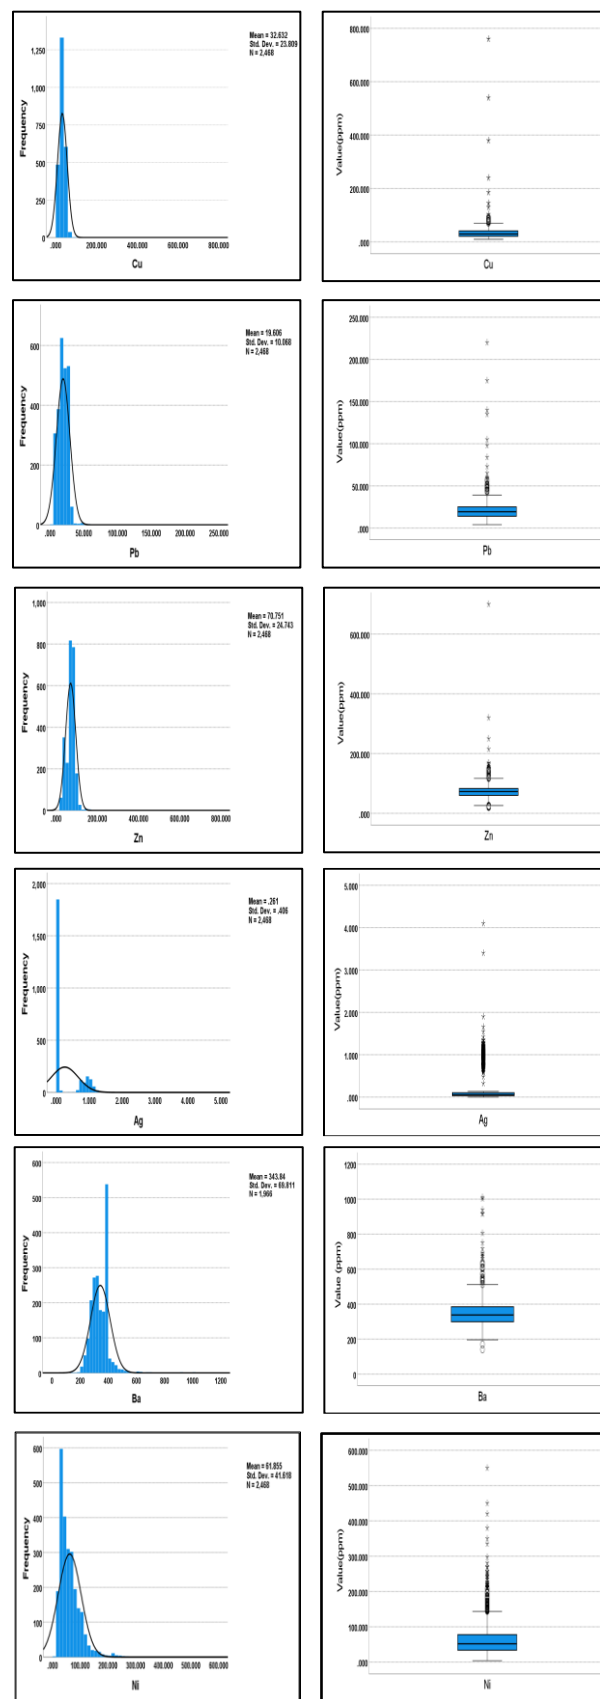 Mean = 32.632
Std. Dev. = 23.809
N = 2,468
1,250
1,000
750
500
250
0
Frequency
.000 200.000 400.000 600.000 800.000
Cu
800.000
600.000
400.000
200.000
.000
Value(ppm)
Cu
Mean = 19.606
Std. Dev. = 10.068
N = 2,468
600
400
200
0
Frequency
.000 50.000 100.000 150.000 200.000 250.000
Pb
250.000
200.000
150.000
100.000
50.000
.000
Value(ppm)
Pb
Mean = 70.751
Std. Dev. = 24.743
N = 2,468
1,000
800
600
400
200
0
Frequency
.000 200.000 400.000 600.000 800.000
Zn
600.000
400.000
200.000
.000
Value(ppm)
Zn
Mean = .261
Std. Dev. = .406
N = 2,468
2,000
1,500
1,000
500
0
Frequency
.000 1.000 2.000 3.000 4.000 5.000
Ag
5.000
4.000
3.000
2.000
1.000
.000
Value(ppm)
Ag
Mean = 343.84
Std. Dev. = 69.811
N = 1,966
600
500
400
300
200
100
0
Frequency
0 200 400 600 800 1000 1200
Ba
1200
1000
800
600
400
200
0
Value (ppm)
Ba
Mean = 61.855
Std. Dev. = 41.618
N = 2,468
600
500
400
300
200
100
0
Frequency
.000 100.000 200.000 300.000 400.000 500.000 600.000
Ni
600.000
500.000
400.000
300.000
200.000
100.000
.000
Value(ppm)
Ni